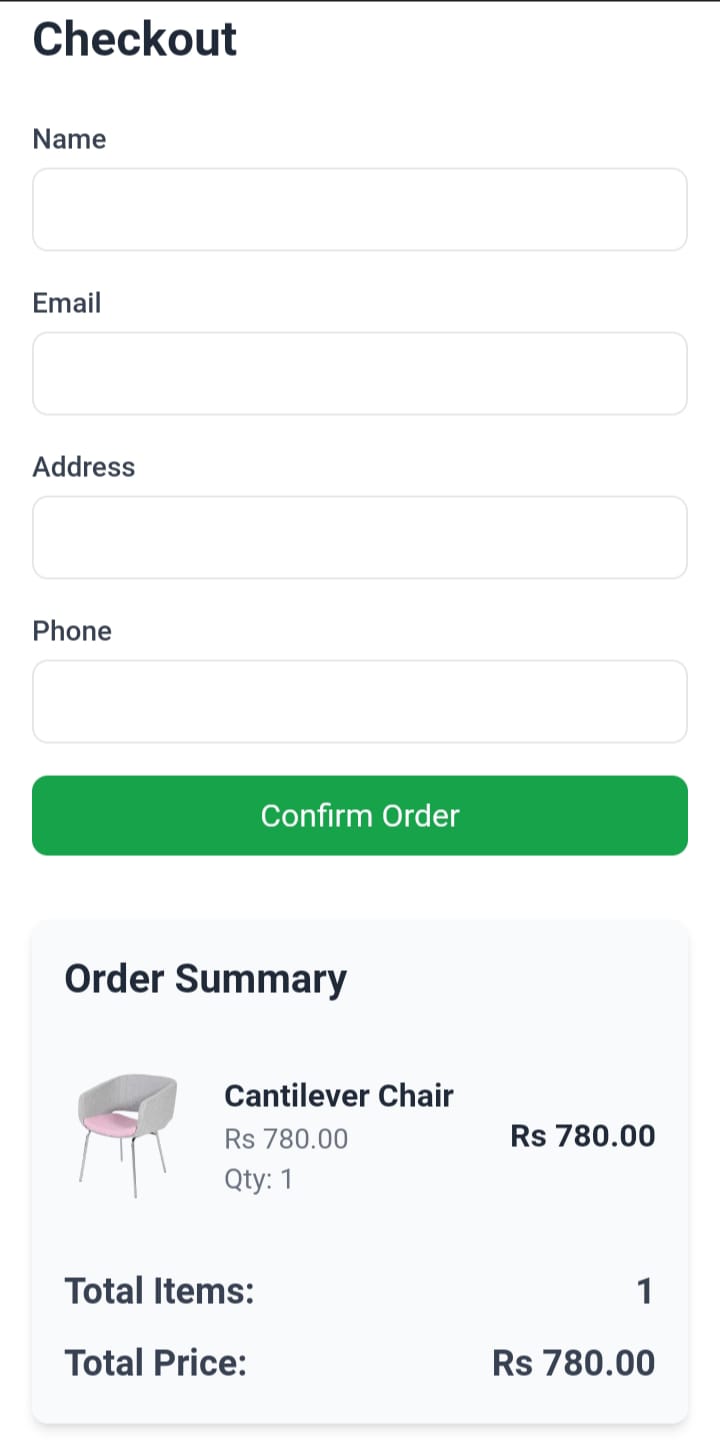 Checkout
Name
Email
Address
Phone
Confirm Order
Order Summary
Cantilever Chair
Rs 780.00
Qty: 1
Rs 780.00
Total Items: 1
Total Price: Rs 780.00